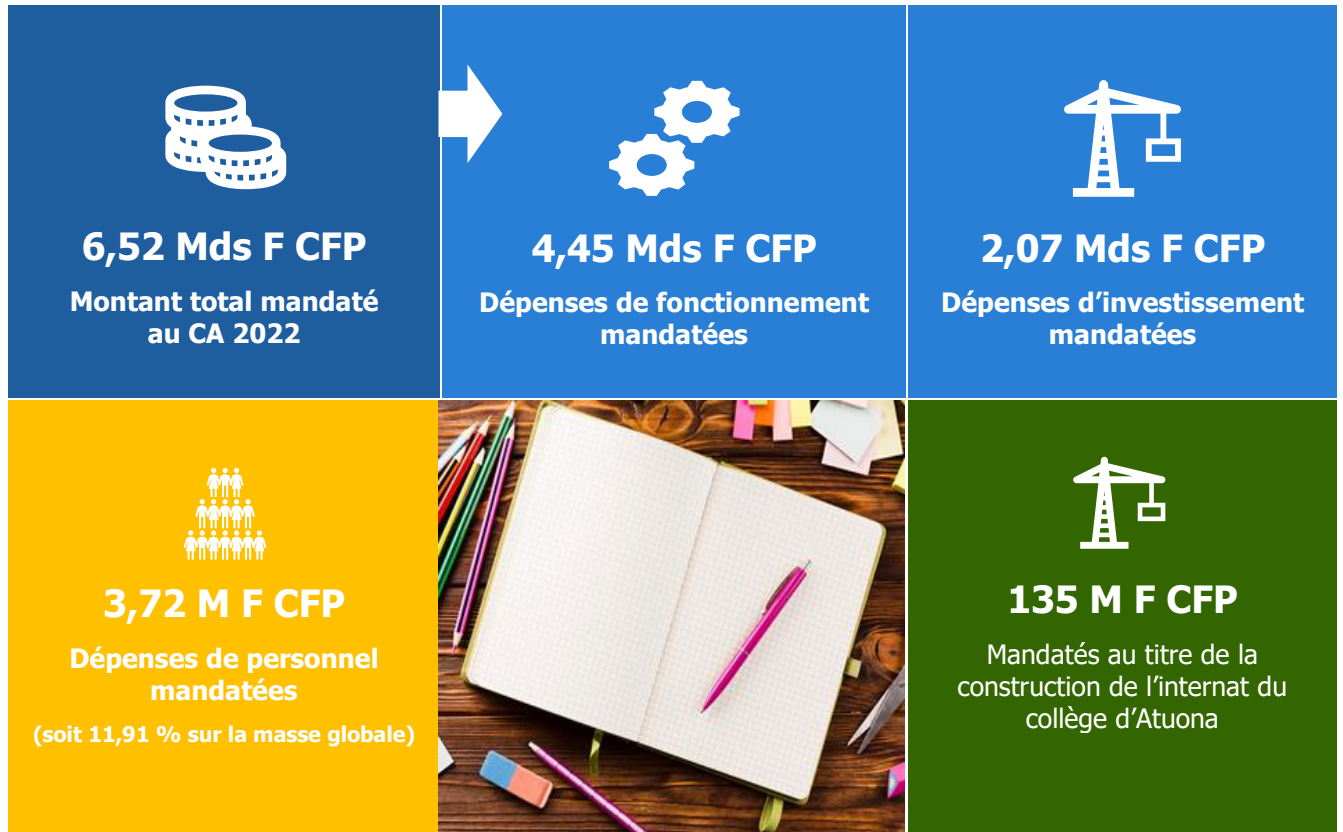 6,52 Mds F CFP
Montant total mandaté
au CA 2022
4,45 Mds F CFP
Dépenses de fonctionnement
mandatées
2,07 Mds F CFP
Dépenses d’investissement
mandatées
3,72 M F CFP
Dépenses de personnel
mandatées
(soit 11,91 % sur la masse globale)
135 M F CFP
Mandatés au titre de la
construction de l’internat du
collège d’Atuona